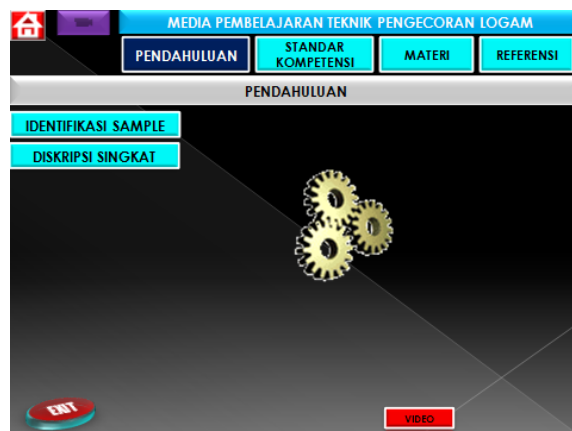 MEDIA PEMBELAJARAN TEKNIK PENGECORAN LOGAM
PENDAHULUAN
STANDAR
KOMPETENSI
MATERI
REFERENSI
PENDAHULUAN
IDENTIFIKASI SAMPLE
DISKRIPSI SINGKAT
EXIT
VIDEO